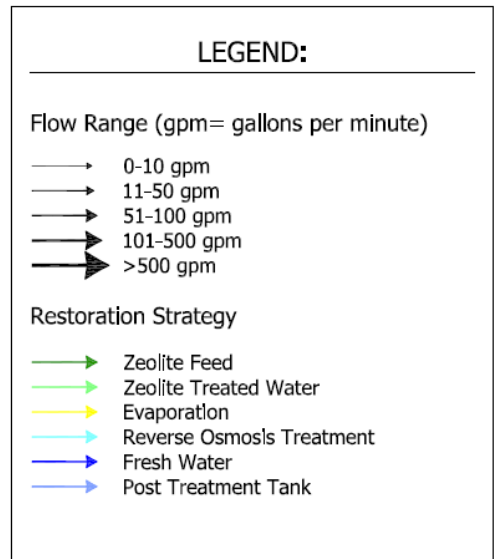 LEGEND:
Flow Range (gpm= gallons per minute)
0-10 gpm
11-50 gpm
51-100 gpm
101-500 gpm
>500 gpm
Restoration Strategy
Zeolite Feed
Zeolite Treated Water
Evaporation
Reverse Osmosis Treatment
Fresh Water
Post Treatment Tank